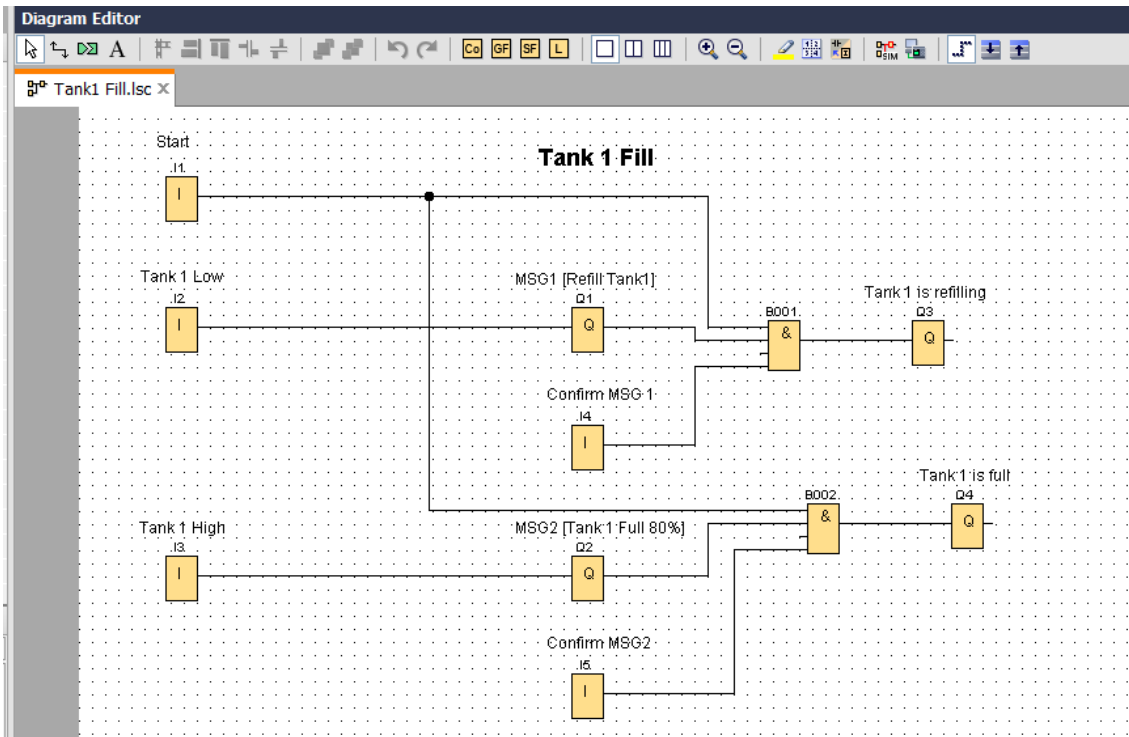 Diagram Editor
A Co GF SF L SIM
Tank1 Fill.lsc
Start
Tank 1 Fill
I1
I
Tank 1 Low
MSG1 [Refill Tank1]
Tank 1 is refilling
I2
Q1
B001
Q3
I
Q
&
Q
Confirm MSG 1
I4
I
Tank 1 is full
B002
Q4
&
Q
Tank 1 High
MSG2 [Tank 1 Full 80%]
I3
Q2
I
Q
Confirm MSG2
I5
I